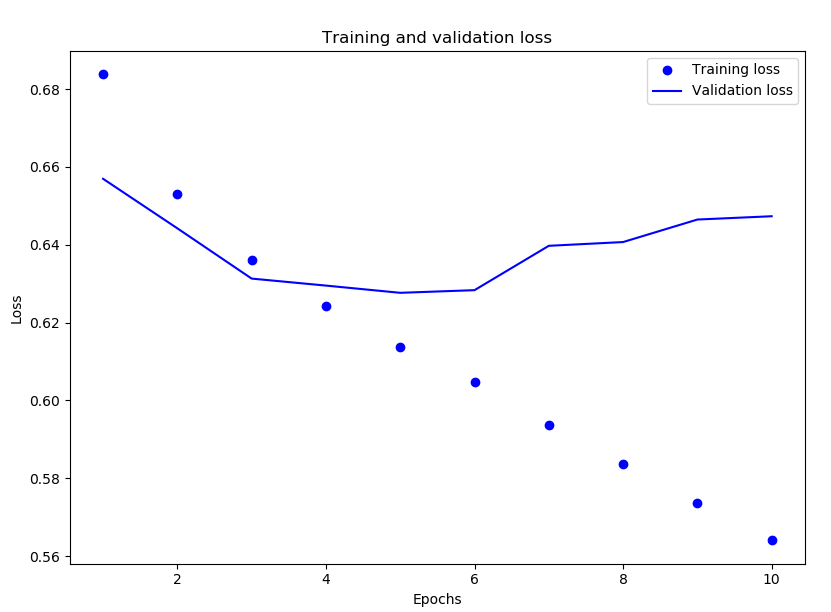 Training and validation loss
Training loss
Validation loss
0.68
0.66
0.64
0.62
0.60
0.58
0.56
Loss
2
4
6
8
10
Epochs